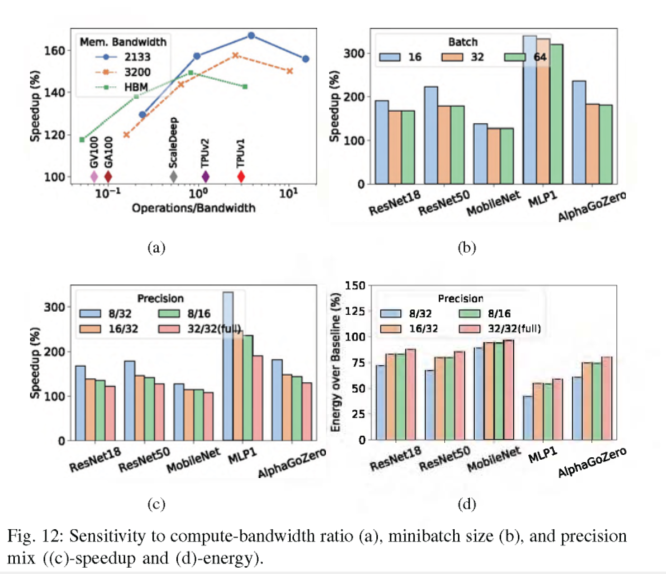 Mem. Bandwidth
2133
3200
HBM
Speedup (%)
160
140
120
100
GV100
GA100
ScaleDeep
TPUv2
TPUv1
10⁻¹ 10⁰ 10¹
Operations/Bandwidth
(a)
Batch
16 32 64
Speedup (%)
300
200
100
0
ResNet18 ResNet50 MobileNet MLP1 AlphaGoZero
(b)
Precision
8/32 8/16
16/32 32/32(full)
Speedup (%)
300
200
100
0
ResNet18 ResNet50 MobileNet MLP1 AlphaGoZero
(c)
Precision
8/32 8/16
16/32 32/32(full)
Energy over Baseline (%)
150
125
100
75
50
25
0
ResNet18 ResNet50 MobileNet MLP1 AlphaGoZero
(d)
Fig. 12: Sensitivity to compute-bandwidth ratio (a), minibatch size (b), and precision
mix ((c)-speedup and (d)-energy).